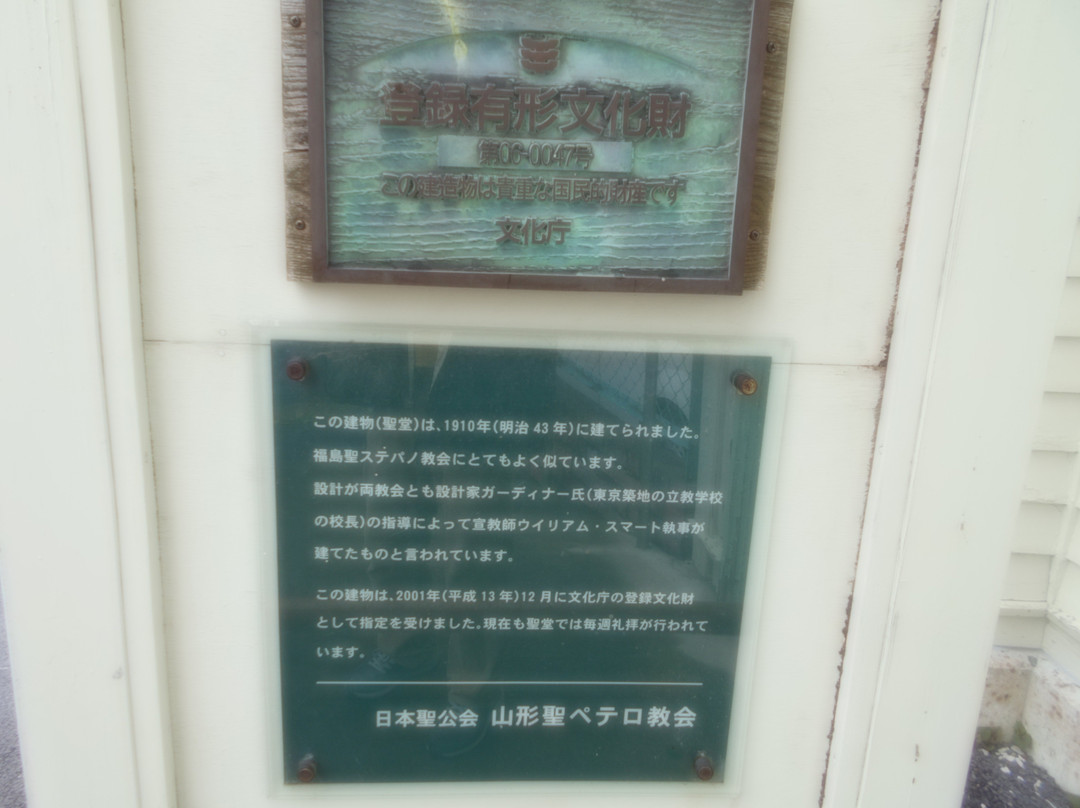 登録有形文化財
第06-0047号
この建造物は貴重な国民的財産です
文化庁
この建物(聖堂)は、1910年(明治43年)に建てられました。
福島聖ステパノ教会にとてもよく似ています。
設計が両教会とも設計家ガーディナー氏(東京築地の立教学校
の校長)の指導によって宣教師ウイリアム・スマート執事が
建てたものと言われています。
この建物は、2001年(平成13年)12月に文化庁の登録文化財
として指定を受けました。現在も聖堂では毎週礼拝が行われて
います。
日本聖公会 山形聖ペテロ教会